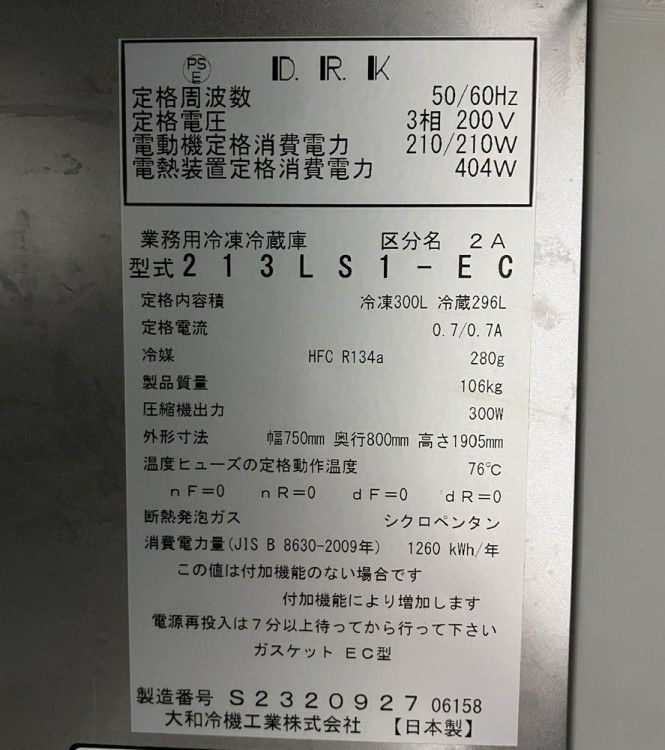 PS E D.R.K
定格周波数 50/60Hz
定格電圧 3相 200V
電動機定格消費電力 210/210W
電熱装置定格消費電力 404W
業務用冷凍冷蔵庫 区分名 2A
型式 213LS1-EC
定格内容積 冷凍300L 冷蔵296L
定格電流 0.7/0.7A
冷媒 HFC R134a 280g
製品質量 106kg
圧縮機出力 300W
外形寸法 幅750mm 奥行800mm 高さ1905mm
温度ヒューズの定格動作温度 76℃
nF=0 nR=0 dF=0 dR=0
断熱発泡ガス シクロペンタン
消費電力量(JIS B 8630-2009年) 1260 kWh/年
この値は付加機能のない場合です
付加機能により増加します
電源再投入は7分以上待ってから行って下さい
ガスケット EC型
製造番号 S2320927 06158
大和冷機工業株式会社 【日本製】